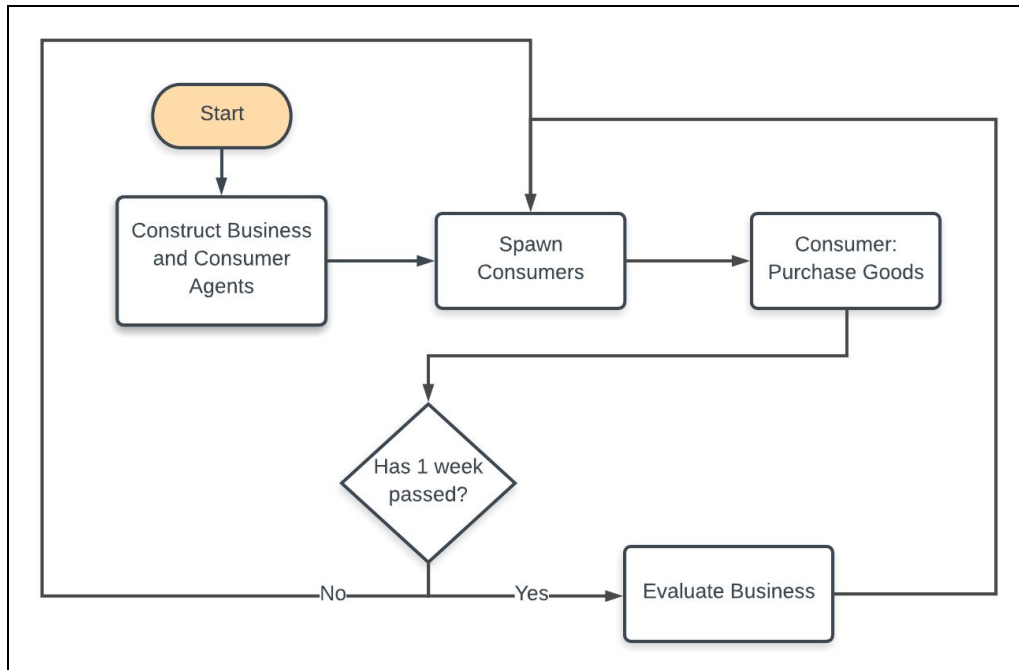 Start
Construct Business
and Consumer
Agents
Spawn
Consumers
Consumer:
Purchase Goods
Has 1 week
passed?
No
Yes
Evaluate Business